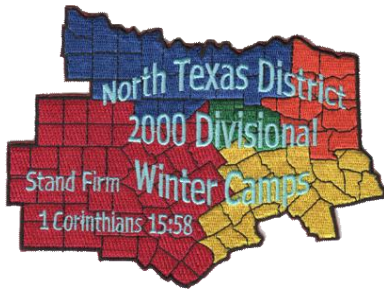 North Texas District
2000 Divisional
Stand Firm Winter Camps
1 Corinthians 15:58